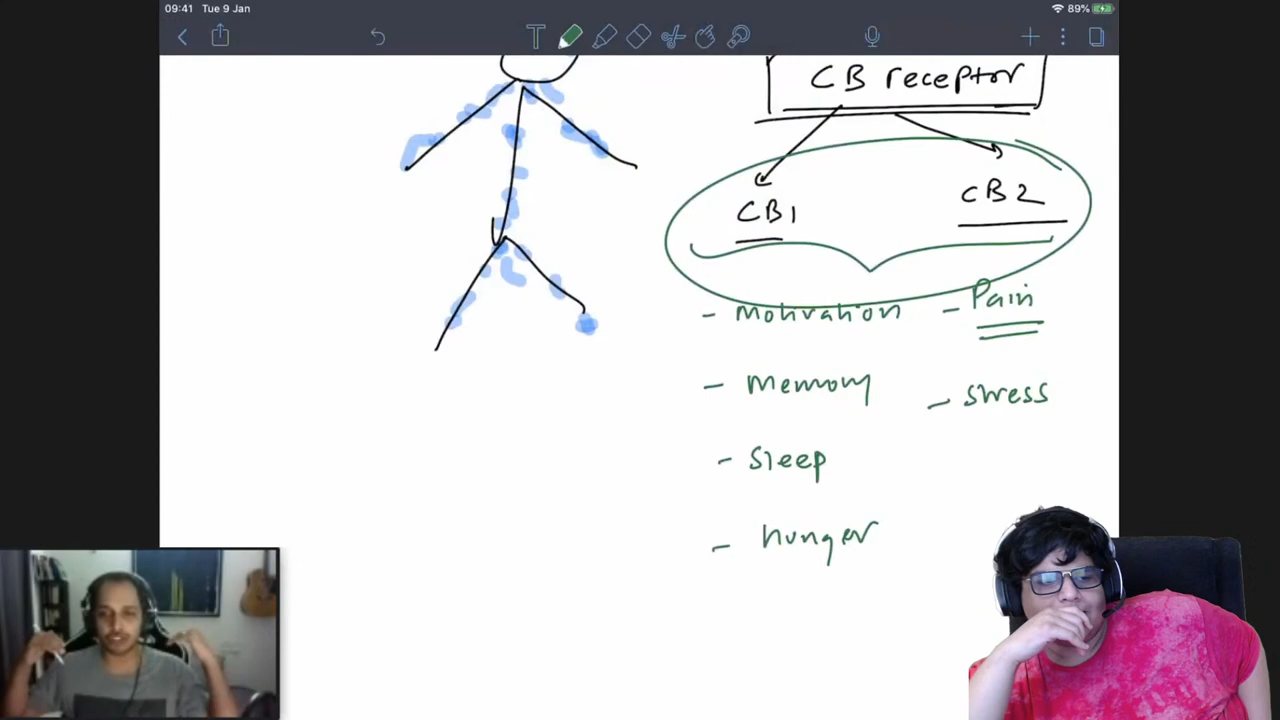 09:41 Tue 9 Jan
89%
T
CB receptor
CB1
CB2
- Motivation
- Pain
- Memory
- Stress
- Sleep
- hunger